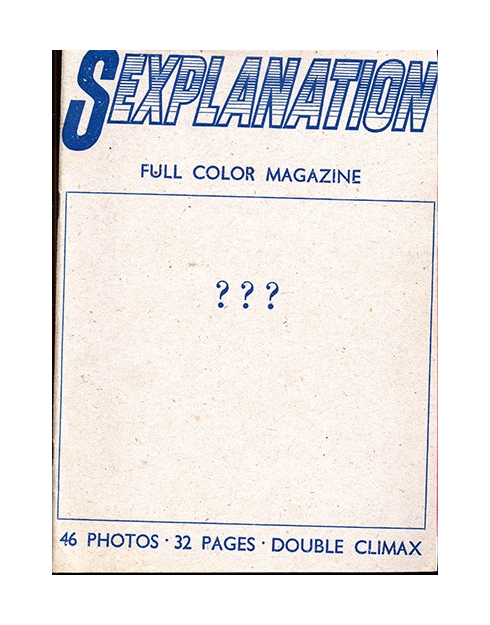 SEXPLANATION
FULL COLOR MAGAZINE
???
46 PHOTOS · 32 PAGES · DOUBLE CLIMAX